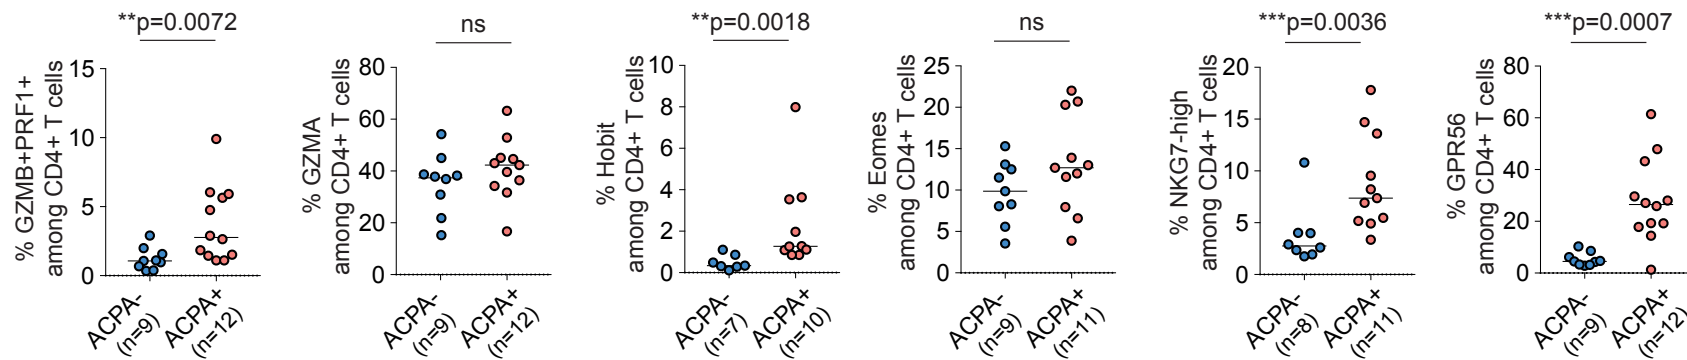 **p=0.0072
% GZMB+PRF1+
among CD4+ T cells
15
10
5
0
ACPA-
(n=9)
ACPA+
(n=12)
ns
% GZMA
among CD4+ T cells
80
60
40
20
0
ACPA-
(n=9)
ACPA+
(n=12)
**p=0.0018
% Hobit
among CD4+ T cells
10
8
6
4
2
0
ACPA-
(n=7)
ACPA+
(n=10)
ns
% Eomes
among CD4+ T cells
25
20
15
10
5
0
ACPA-
(n=9)
ACPA+
(n=11)
***p=0.0036
% NKG7-high
among CD4+ T cells
20
15
10
5
0
ACPA-
(n=8)
ACPA+
(n=11)
***p=0.0007
% GPR56
among CD4+ T cells
80
60
40
20
0
ACPA-
(n=9)
ACPA+
(n=12)